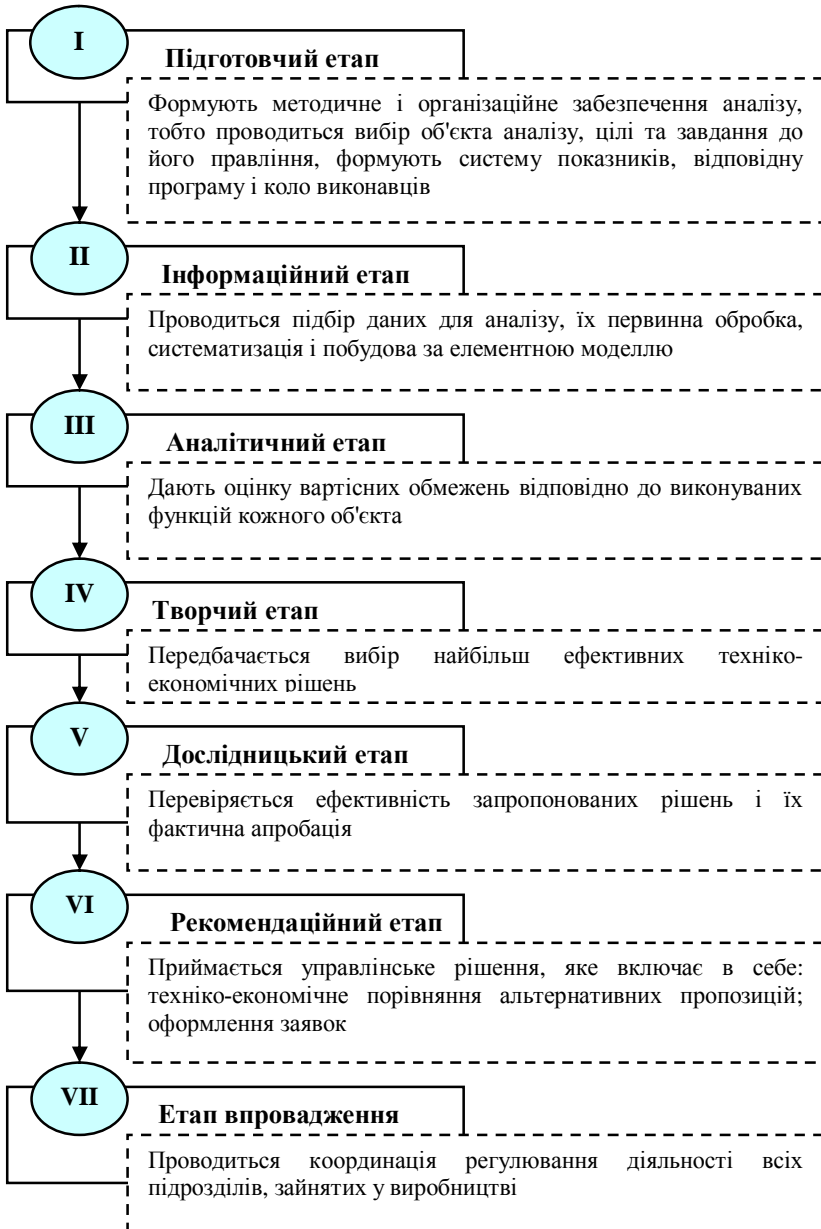 I
Підготовчий етап
Формують методичне і організаційне забезпечення аналізу,
тобто проводиться вибір об'єкта аналізу, цілі та завдання до
його правління, формують систему показників, відповідну
програму і коло виконавців
II
Інформаційний етап
Проводиться підбір даних для аналізу, їх первинна обробка,
систематизація і побудова за елементною моделлю
III
Аналітичний етап
Дають оцінку вартісних обмежень відповідно до виконуваних
функцій кожного об'єкта
IV
Творчий етап
Передбачається вибір найбільш ефективних техніко-
економічних рішень
V
Дослідницький етап
Перевіряється ефективність запропонованих рішень і їх
фактична апробація
VI
Рекомендаційний етап
Приймається управлінське рішення, яке включає в себе:
техніко-економічне порівняння альтернативних пропозицій;
оформлення заявок
VII
Етап впровадження
Проводиться координація регулювання діяльності всіх
підрозділів, зайнятих у виробництві